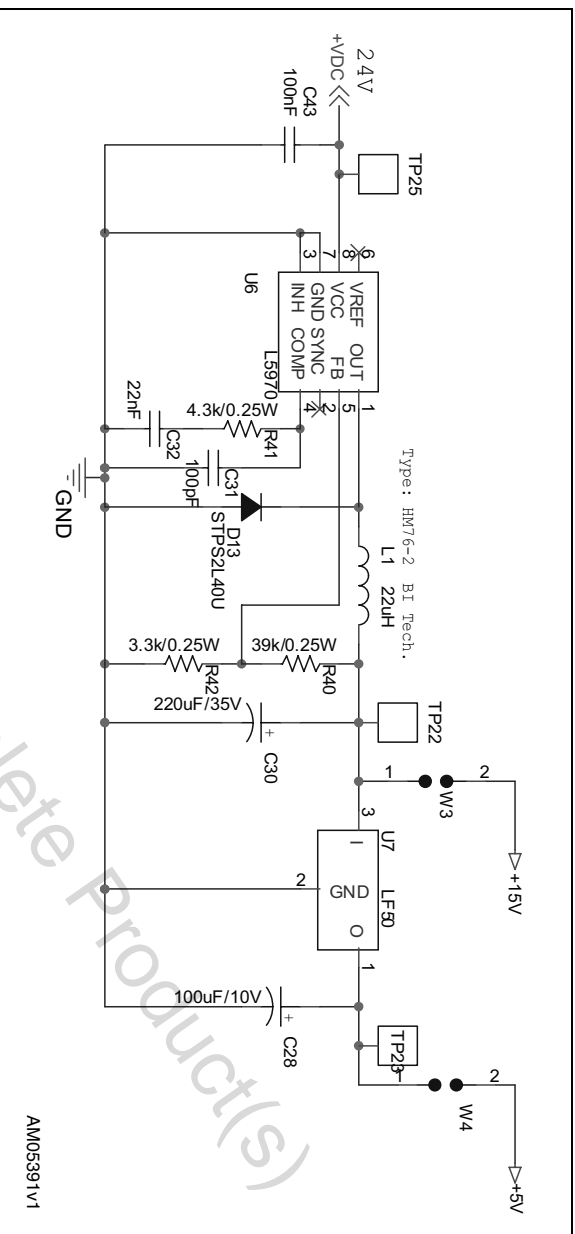 24V
+VDC
C43
100nF
TP25
U6
L5970
6
8
7
3
VREF
VCC
GND
INH
OUT
FB
SYNC
COMP
1
5
2
4
4.3k/0.25W
R41
22nF
C32
C31
100pF
GND
D13
STPS2L40U
Type: HM76-2 BI Tech.
L1
22uH
39k/0.25W
R40
3.3k/0.25W
R42
220uF/35V
+
C30
TP22
1
2
W3
+15V
3
U7
LF50
I
GND
O
2
1
100uF/10V
+
C28
TP23
1
2
W4
+5V
lete Product(s)
AM05391v1